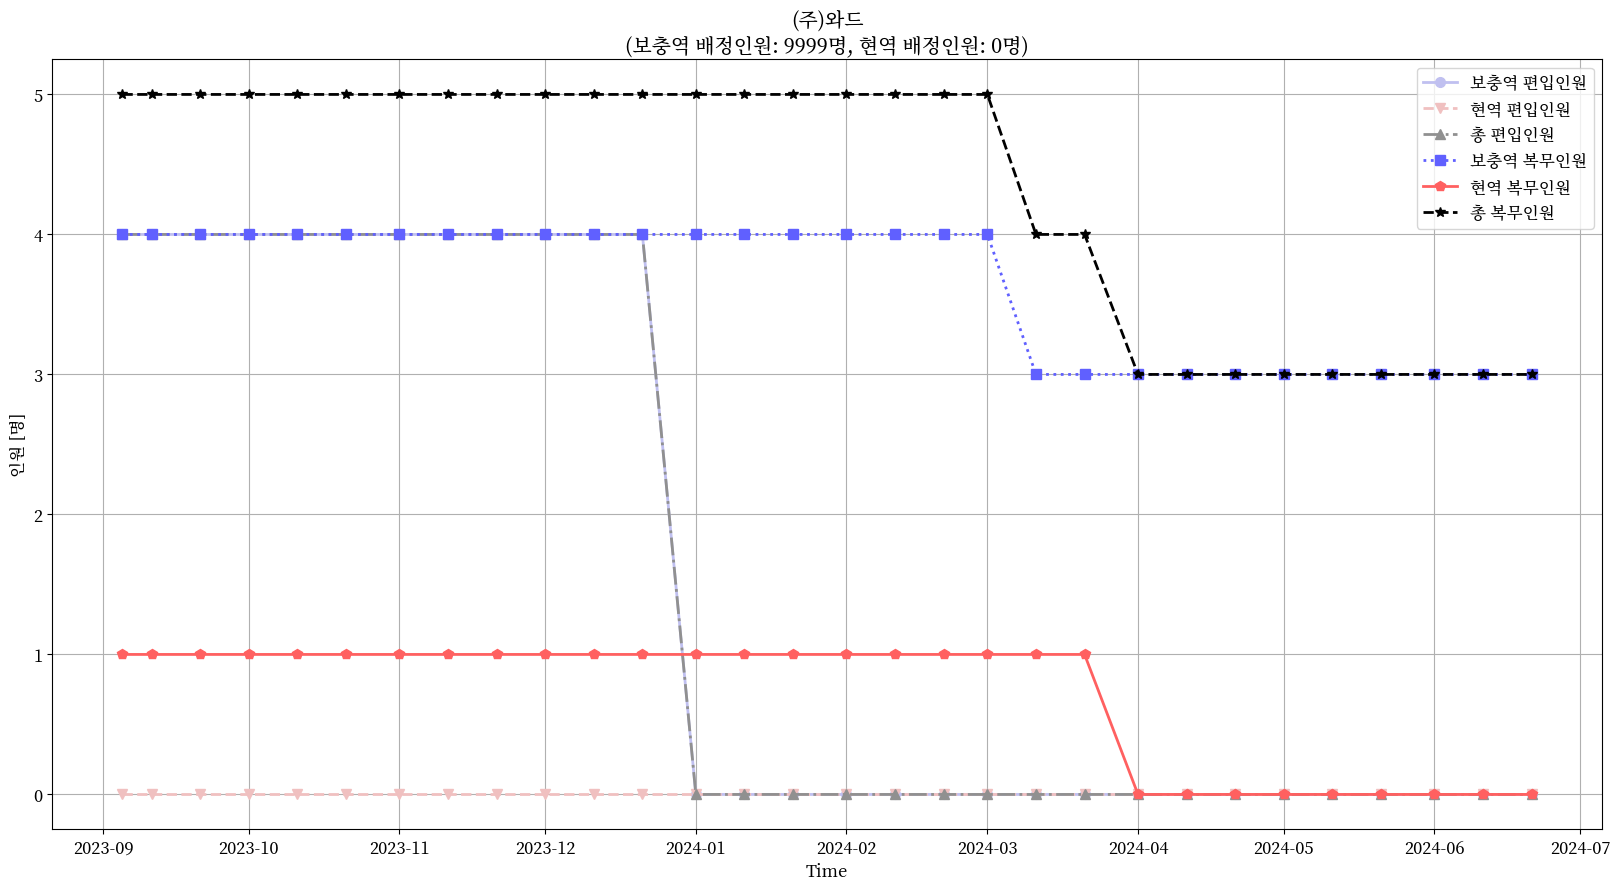 (주)와드
(보충역 배정인원: 9999명, 현역 배정인원: 0명)
보충역 편입인원
현역 편입인원
총 편입인원
보충역 복무인원
현역 복무인원
총 복무인원
인원 [명]
5
4
3
2
1
0
2023-09
2023-10
2023-11
2023-12
2024-01
2024-02
2024-03
2024-04
2024-05
2024-06
2024-07
Time